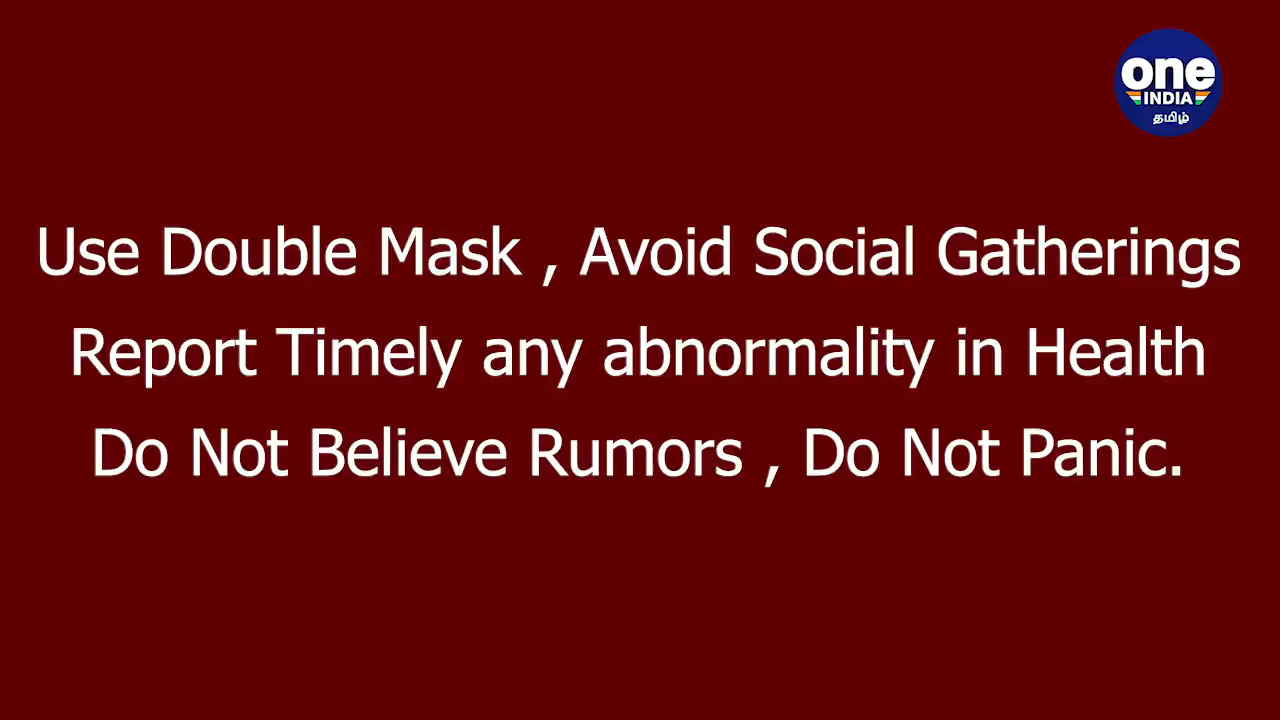 one
INDIA
தமிழ்
Use Double Mask , Avoid Social Gatherings
Report Timely any abnormality in Health
Do Not Believe Rumors , Do Not Panic.